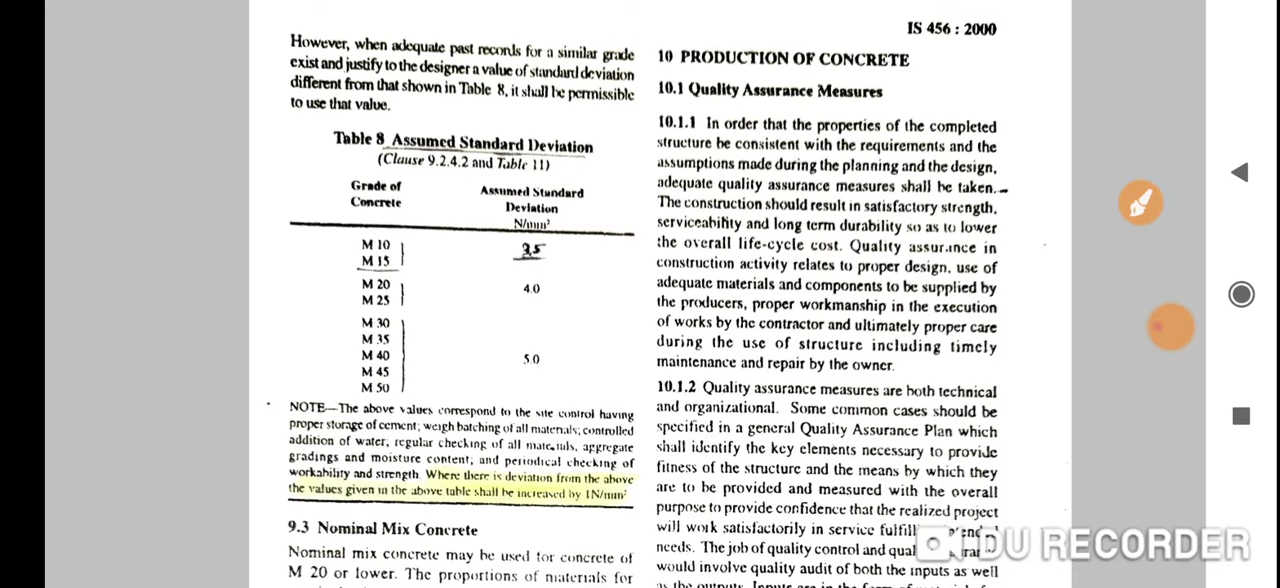 IS 456 : 2000
However, when adequate past records for a similar grade
exist and justify to the designer a value of standard deviation
different from that shown in Table 8, it shall be permissible
to use that value.
Table 8 Assumed Standard Deviation
(Clause 9.2.4.2 and Table 11)
Grade of Concrete
Assumed Standard Deviation
N/mm²
M 10
M 15
3.5
M 20
M 25
4.0
M 30
M 35
M 40
M 45
M 50
5.0
NOTE—The above values correspond to the site control having
proper storage of cement; weigh batching of all materials; controlled
addition of water; regular checking of all materials, aggregate
gradings and moisture content; and periodical checking of
workability and strength. Where there is deviation from the above
the values given in the above table shall be increased by 1N/mm²
9.3 Nominal Mix Concrete
Nominal mix concrete may be used for concrete of
M 20 or lower. The proportions of materials for
10 PRODUCTION OF CONCRETE
10.1 Quality Assurance Measures
10.1.1 In order that the properties of the completed
structure be consistent with the requirements and the
assumptions made during the planning and the design,
adequate quality assurance measures shall be taken.
The construction should result in satisfactory strength,
serviceability and long term durability so as to lower
the overall life-cycle cost. Quality assurance in
construction activity relates to proper design, use of
adequate materials and components to be supplied by
the producers, proper workmanship in the execution
of works by the contractor and ultimately proper care
during the use of structure including timely
maintenance and repair by the owner.
10.1.2 Quality assurance measures are both technical
and organizational. Some common cases should be
specified in a general Quality Assurance Plan which
shall identify the key elements necessary to provide
fitness of the structure and the means by which they
are to be provided and measured with the overall
purpose to provide confidence that the realized project
will work satisfactorily in service
needs. The job of quality control and
would involve quality audit of both the inputs as well
DU RECORDER